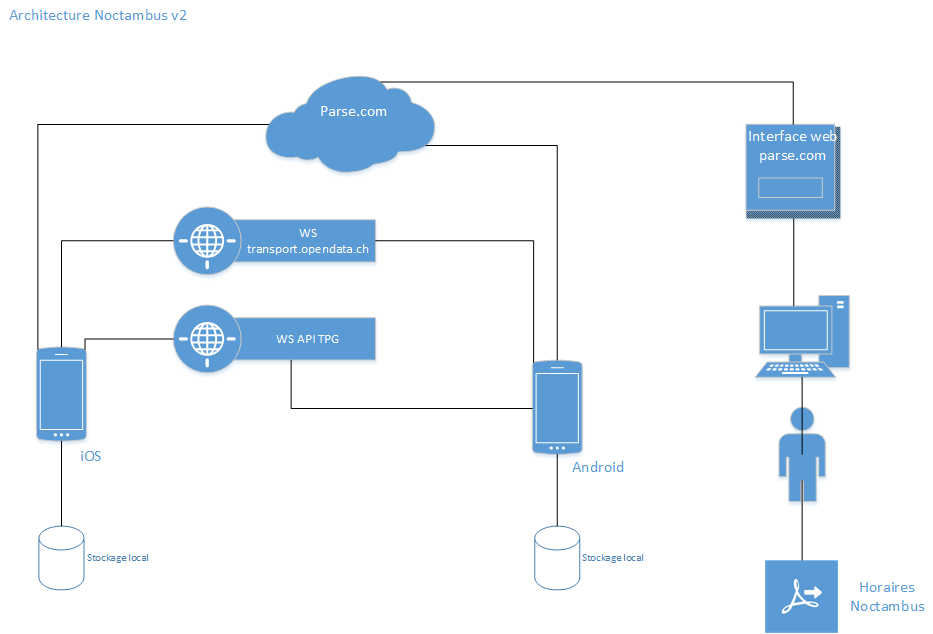 Architecture Noctambus v2
Parse.com
Interface web
parse.com
WS
transport.opendata.ch
WS API TPG
iOS
Android
Stockage local
Stockage local
Horaires
Noctambus